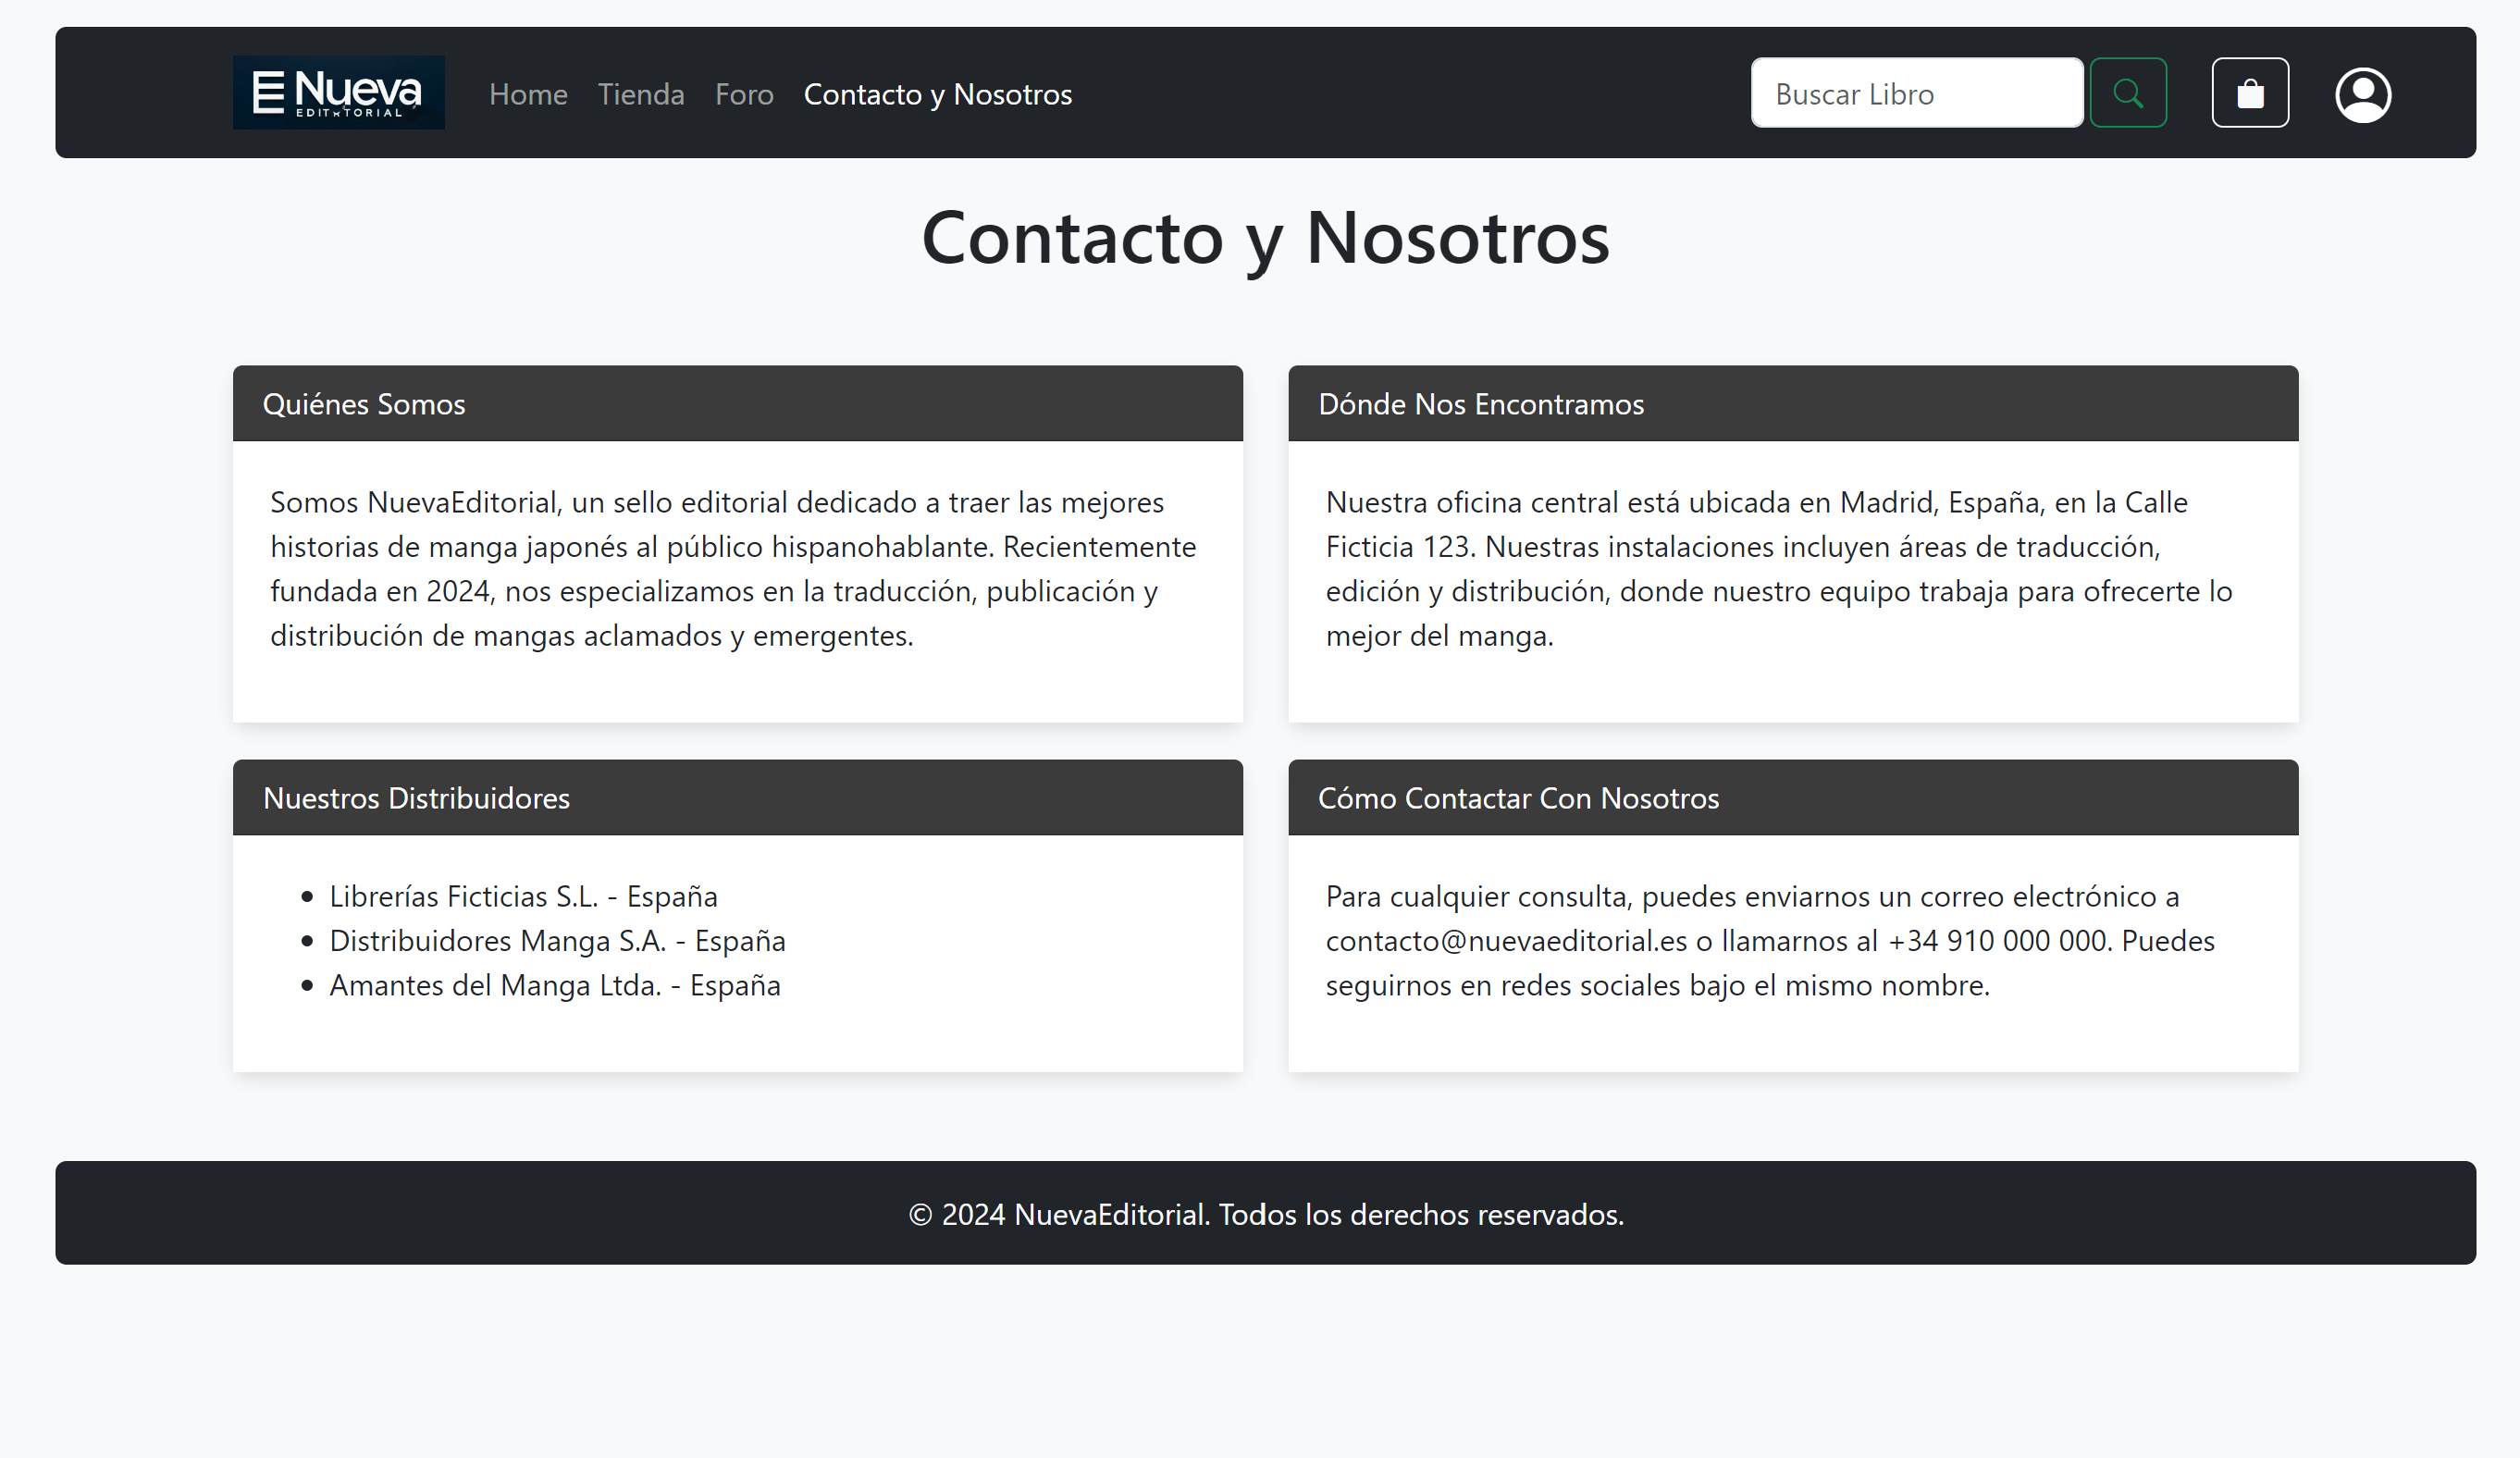 Nueva
EDITATORIAL
Home Tienda Foro Contacto y Nosotros
Buscar Libro
Contacto y Nosotros
Quiénes Somos
Somos NuevaEditorial, un sello editorial dedicado a traer las mejores
historias de manga japonés al público hispanohablante. Recientemente
fundada en 2024, nos especializamos en la traducción, publicación y
distribución de mangas aclamados y emergentes.
Dónde Nos Encontramos
Nuestra oficina central está ubicada en Madrid, España, en la Calle
Ficticia 123. Nuestras instalaciones incluyen áreas de traducción,
edición y distribución, donde nuestro equipo trabaja para ofrecerte lo
mejor del manga.
Nuestros Distribuidores
• Librerías Ficticias S.L. - España
• Distribuidores Manga S.A. - España
• Amantes del Manga Ltda. - España
Cómo Contactar Con Nosotros
Para cualquier consulta, puedes enviarnos un correo electrónico a
contacto@nuevaeditorial.es o llamarnos al +34 910 000 000. Puedes
seguirnos en redes sociales bajo el mismo nombre.
© 2024 NuevaEditorial. Todos los derechos reservados.